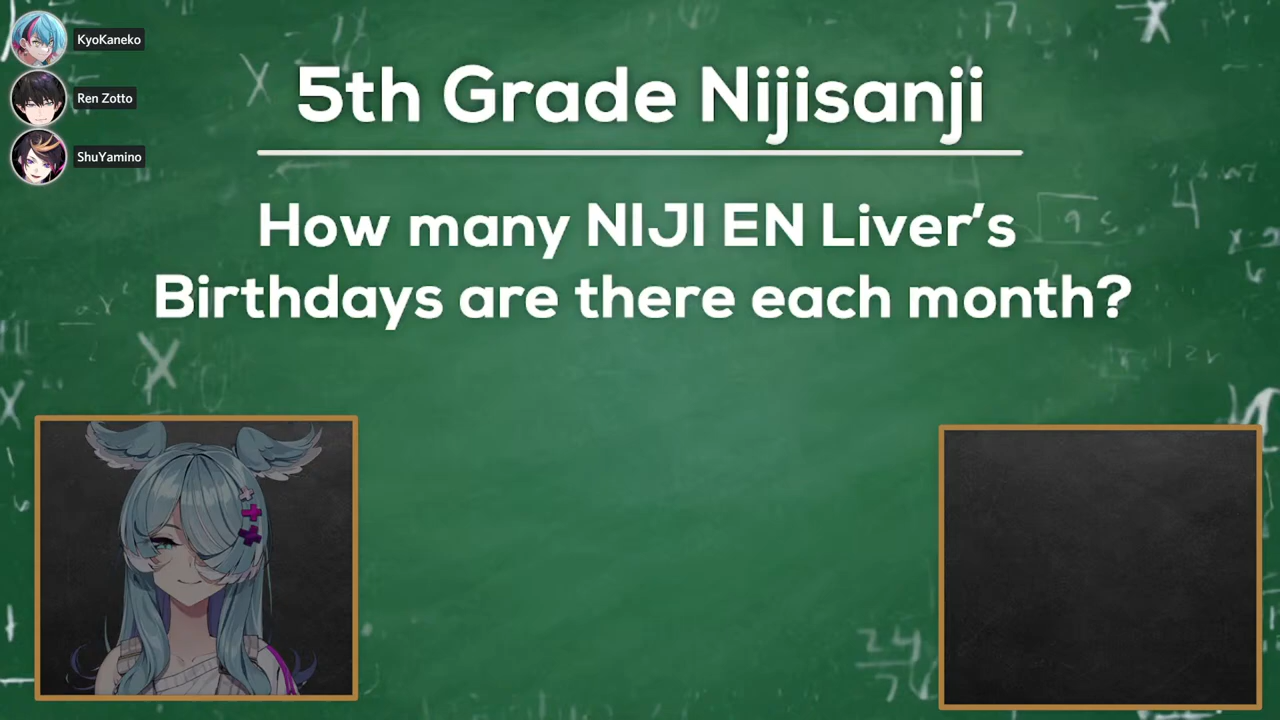 KyoKaneko
Ren Zotto
ShuYamino
5th Grade Nijisanji
How many NIJI EN Liver's
Birthdays are there each month?